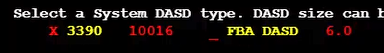 Select a System DASD type. DASD size can b
X 3390 10016 _ FBA DASD 6.0